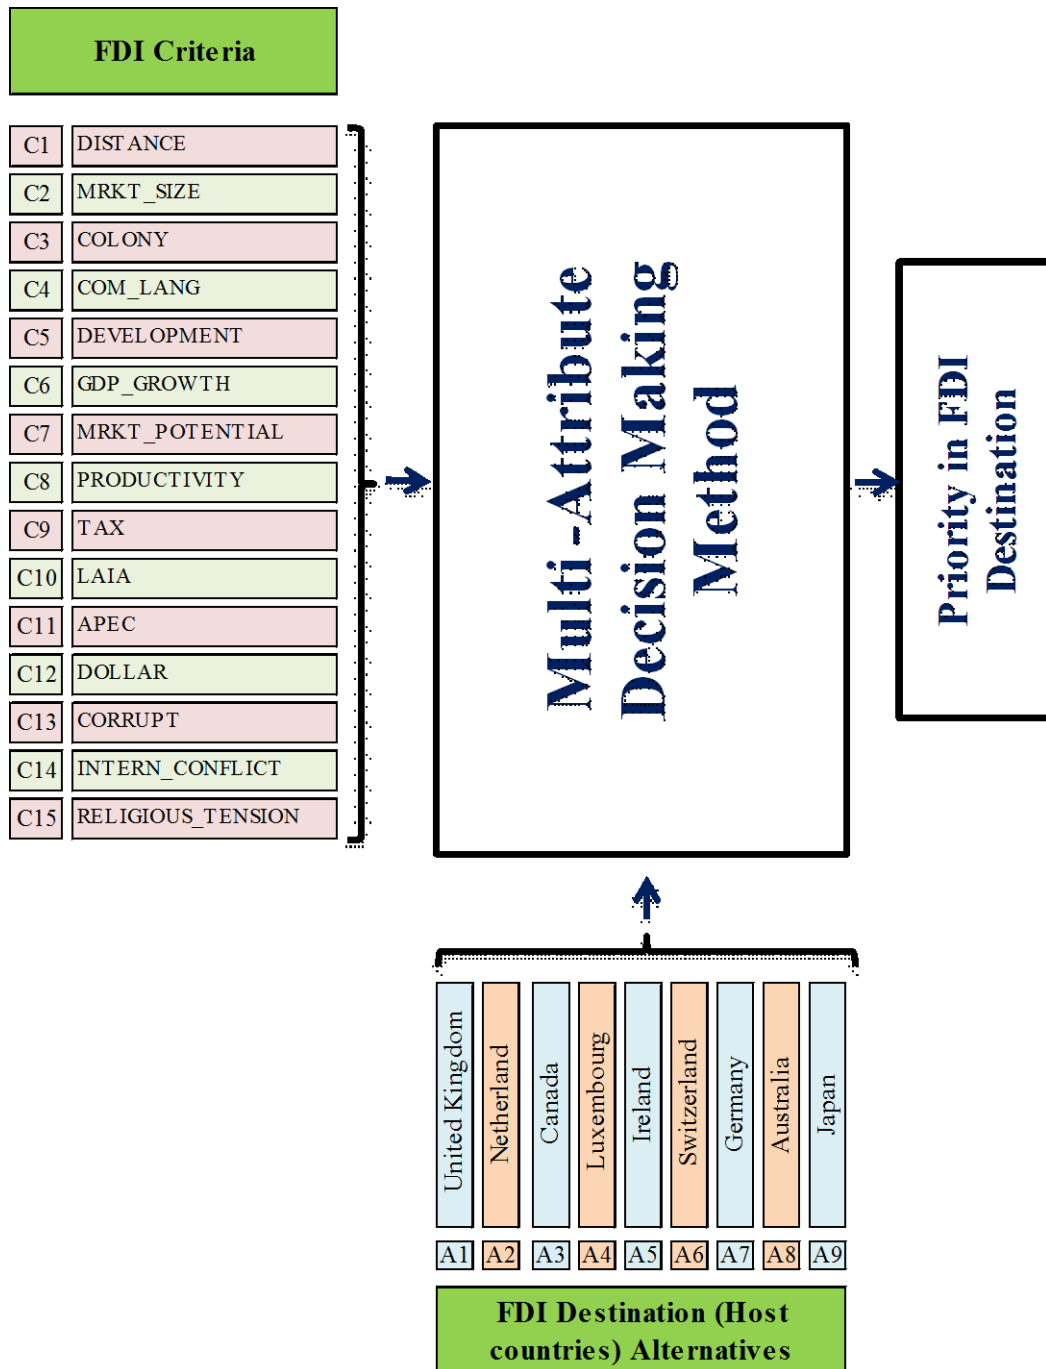 FDI Criteria
C1 DISTANCE
C2 MRKT_SIZE
C3 COLONY
C4 COM_LANG
C5 DEVELOPMENT
C6 GDP_GROWTH
C7 MRKT_POTENTIAL
C8 PRODUCTIVITY
C9 TAX
C10 LAIA
C11 APEC
C12 DOLLAR
C13 CORRUPT
C14 INTERN_CONFLICT
C15 RELIGIOUS_TENSION
Multi-Attribute
Decision Making
Method
Priority in FDI
Destination
United Kingdom
Netherland
Canada
Luxembourg
Ireland
Switzerland
Germany
Australia
Japan
A1 A2 A3 A4 A5 A6 A7 A8 A9
FDI Destination (Host
countries) Alternatives